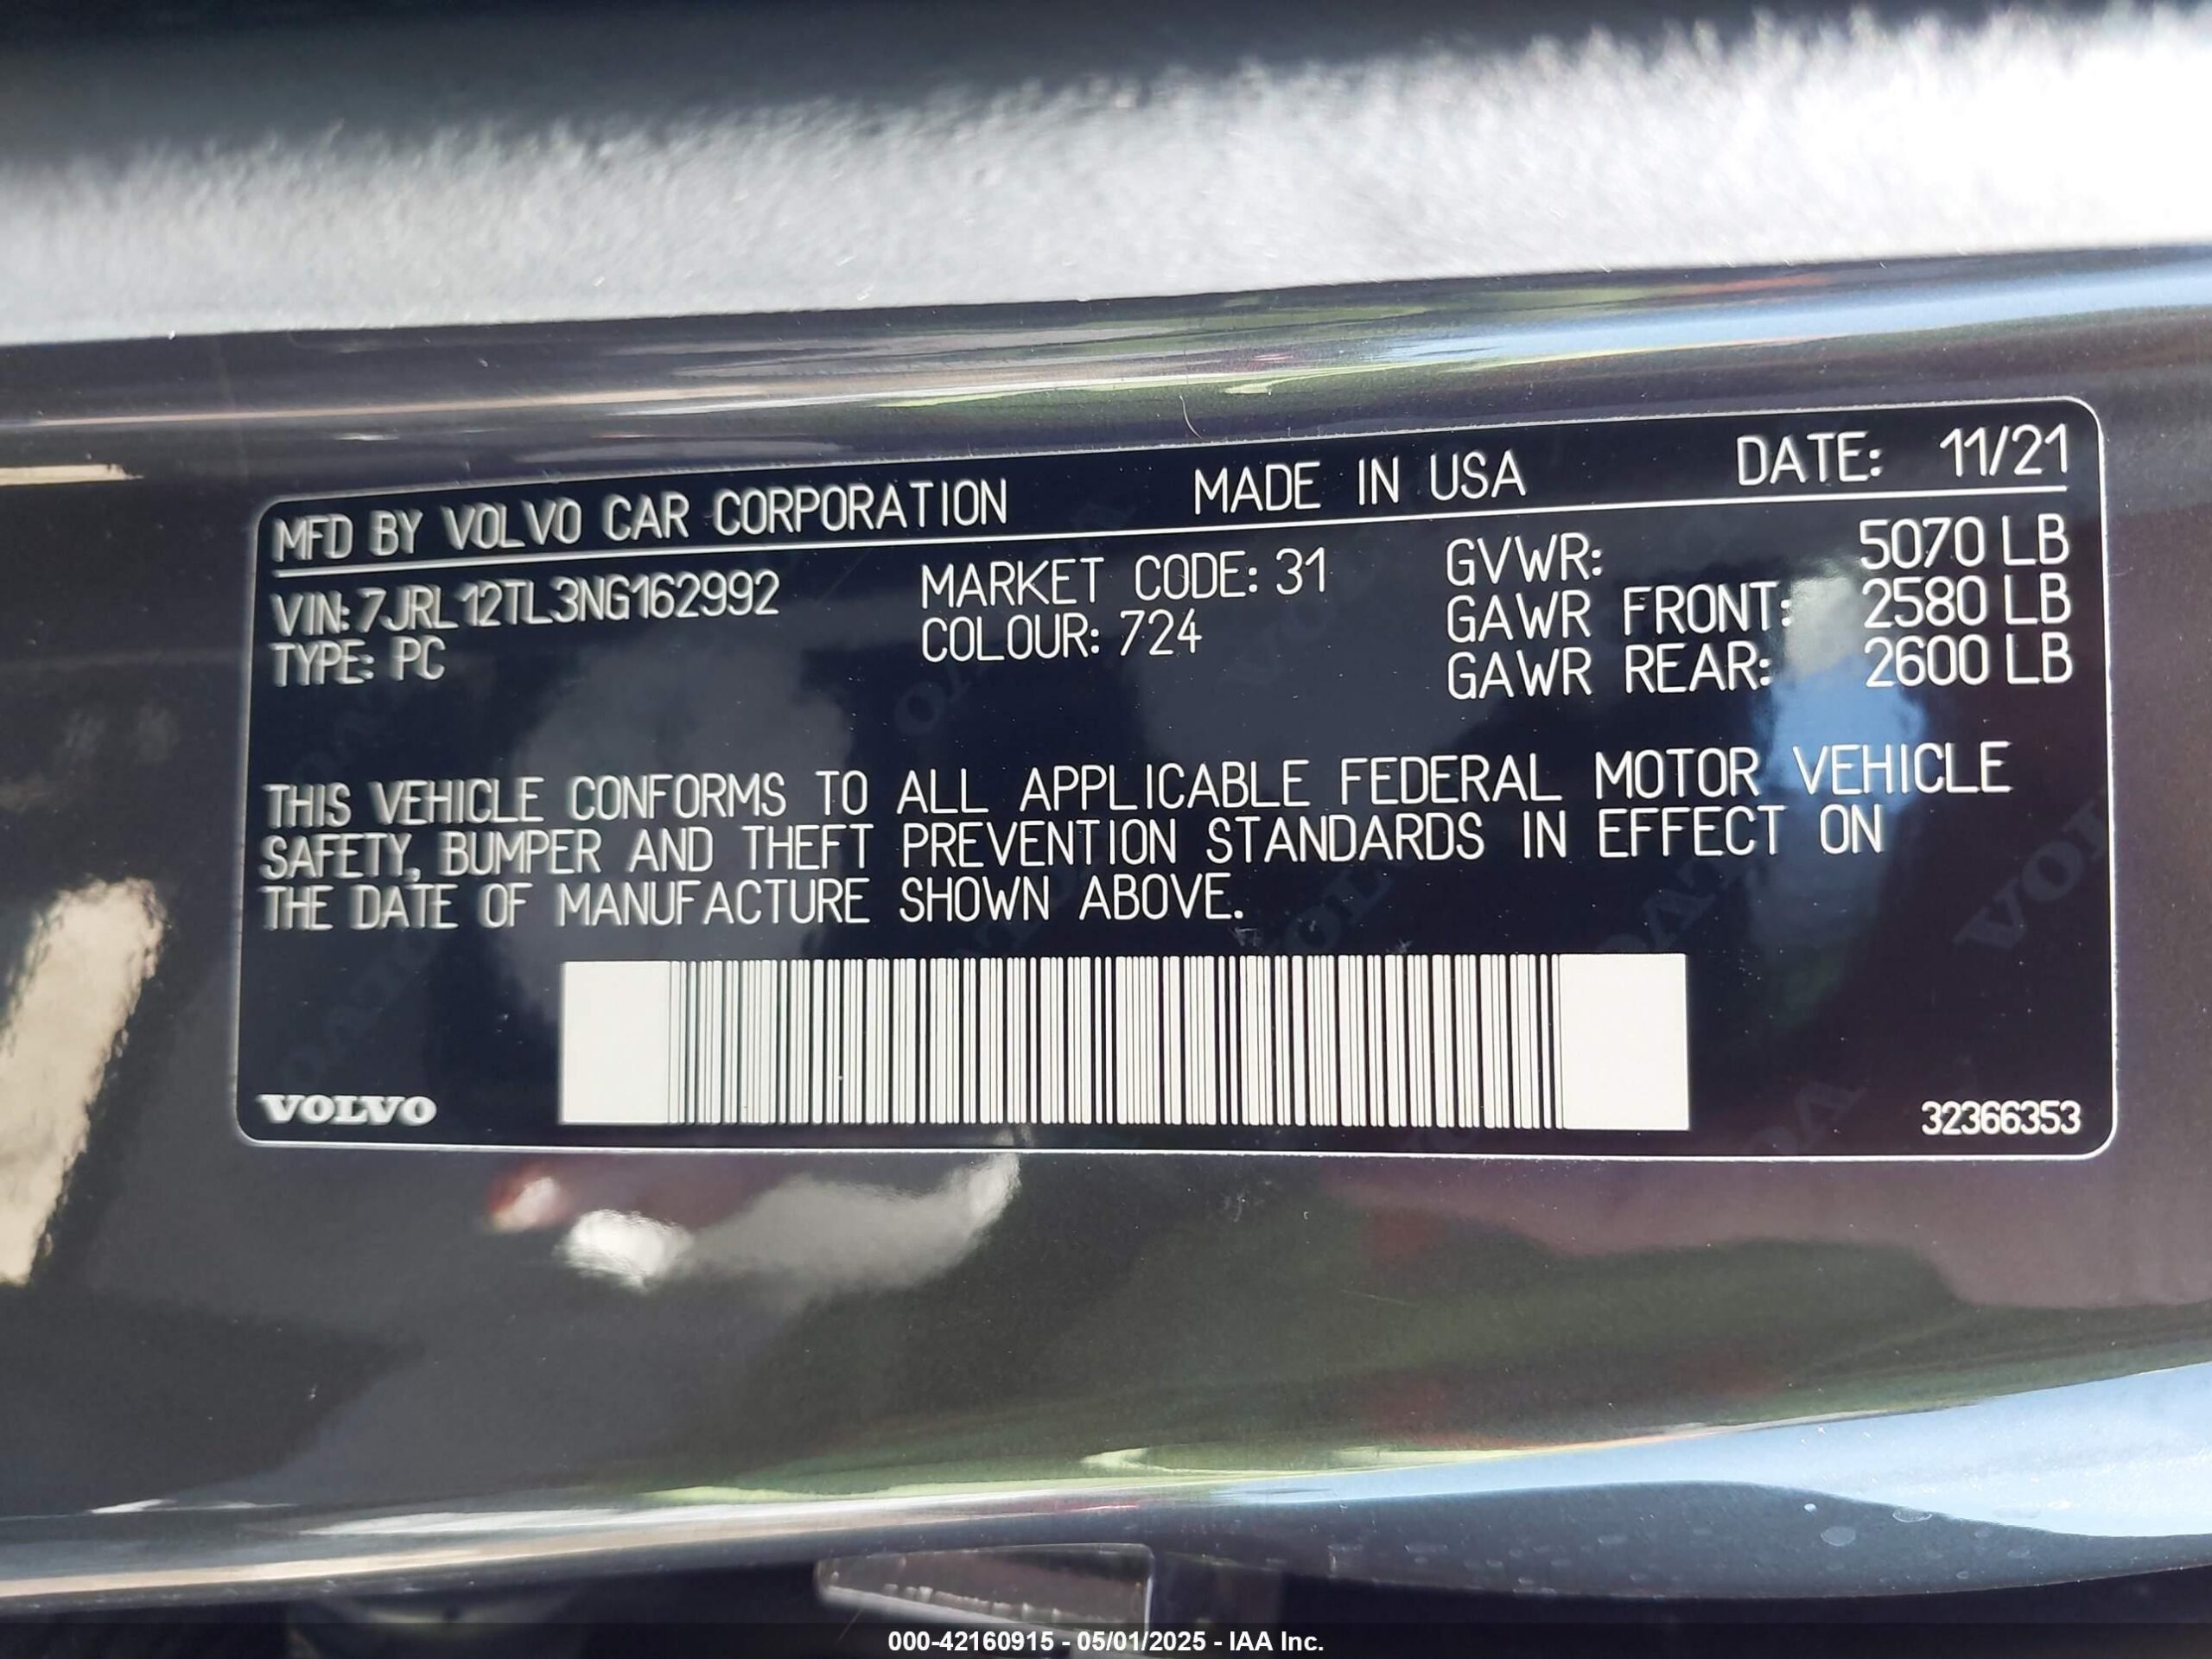 MFD BY VOLVO CAR CORPORATION MADE IN USA DATE: 11/21
VIN: 7JRL12TL3NG162992 MARKET CODE: 31 GVWR: 5070 LB
TYPE: PC COLOUR: 724 GAWR FRONT: 2580 LB
GAWR REAR: 2600 LB
THIS VEHICLE CONFORMS TO ALL APPLICABLE FEDERAL MOTOR VEHICLE
SAFETY, BUMPER AND THEFT PREVENTION STANDARDS IN EFFECT ON
THE DATE OF MANUFACTURE SHOWN ABOVE.
VOLVO
32366353
000-42160915 - 05/01/2025 - IAA Inc.